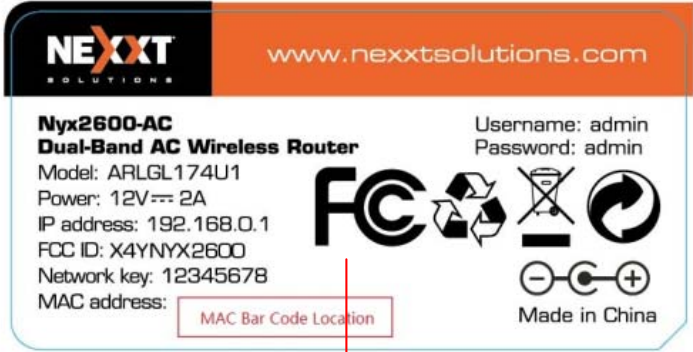 NEXXT
SOLUTIONS
www.nexxtsolutions.com
Nyx2600-AC
Dual-Band AC Wireless Router
Model: ARLGL174U1
Power: 12V⎓ 2A
IP address: 192.168.0.1
FCC ID: X4YNYX2600
Network key: 12345678
MAC address:
MAC Bar Code Location
Username: admin
Password: admin
FC
Made in China